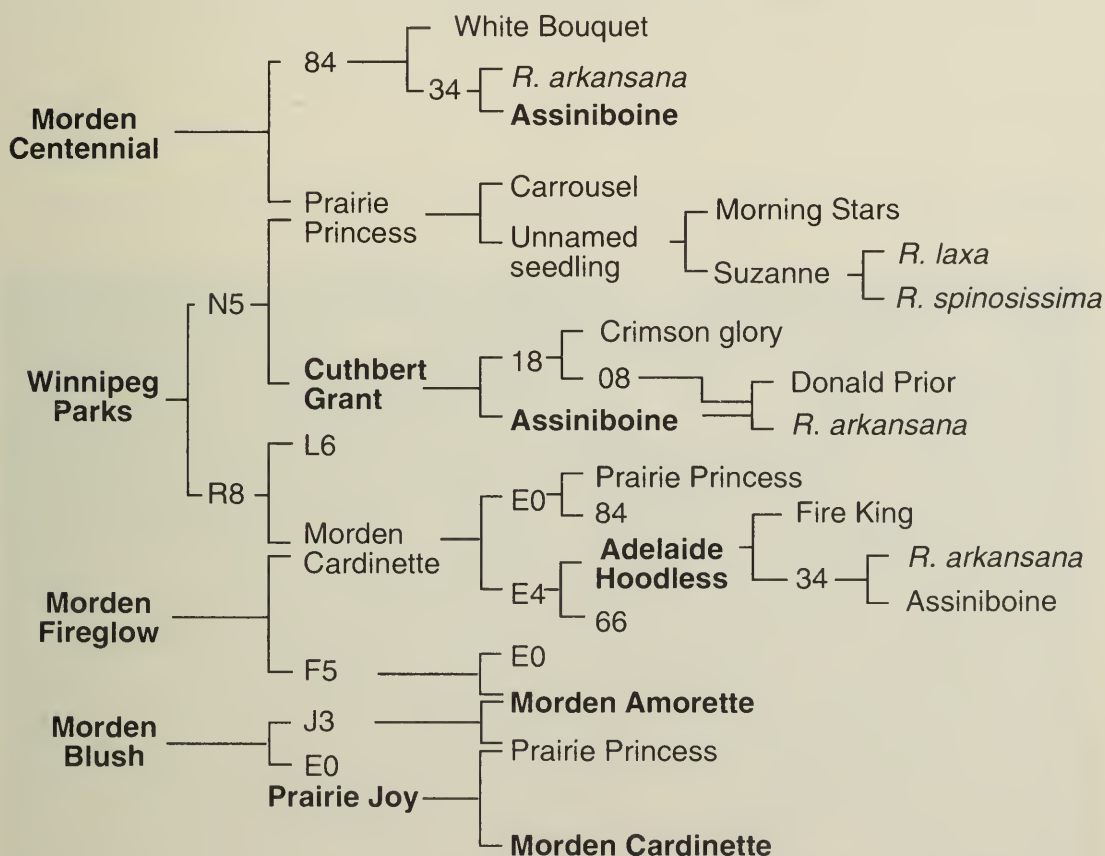 White Bouquet
84
R. arkansana
34
Assiniboine
Morden
Centennial
Carrousel
Prairie
Princess
Morning Stars
Unnamed
seedling
R. laxa
Suzanne
R. spinosissima
N5
Crimson glory
18
Cuthbert
Grant
08
Donald Prior
Winnipeg
Parks
Assiniboine
R. arkansana
L6
Prairie Princess
E0
R8
84
Fire King
Morden
Cardinette
Adelaide
Hoodless
R. arkansana
34
E4
Assiniboine
66
Morden
Fireglow
E0
F5
Morden Amorette
J3
Morden
Blush
Prairie Princess
E0
Prairie Joy
Morden Cardinette